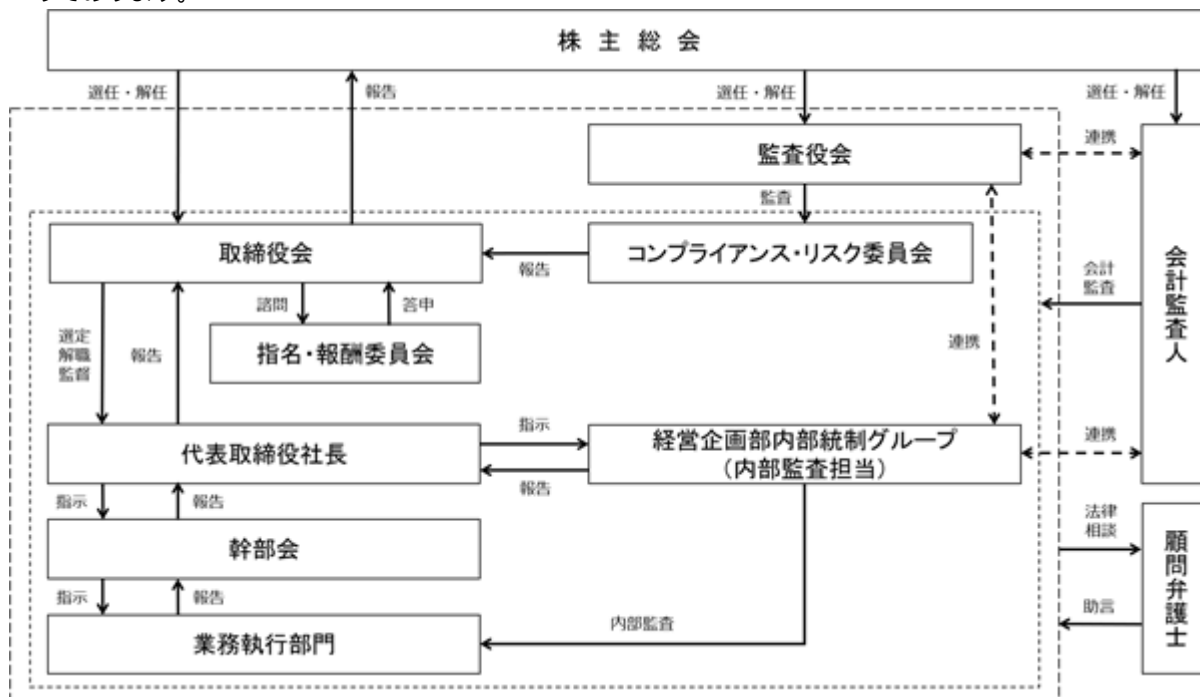 っております。
株 主 総 会
選任・解任
報告
選任・解任
選任・解任
監査役会
連携
監査
取締役会
報告
コンプライアンス・リスク委員会
会計
監査
会計監査人
諮問
答申
選定
解職
監督
報告
指名・報酬委員会
連携
代表取締役社長
指示
報告
経営企画部内部統制グループ
（内部監査担当）
連携
指示
報告
幹部会
法律
相談
顧問弁護士
指示
報告
助言
業務執行部門
内部監査